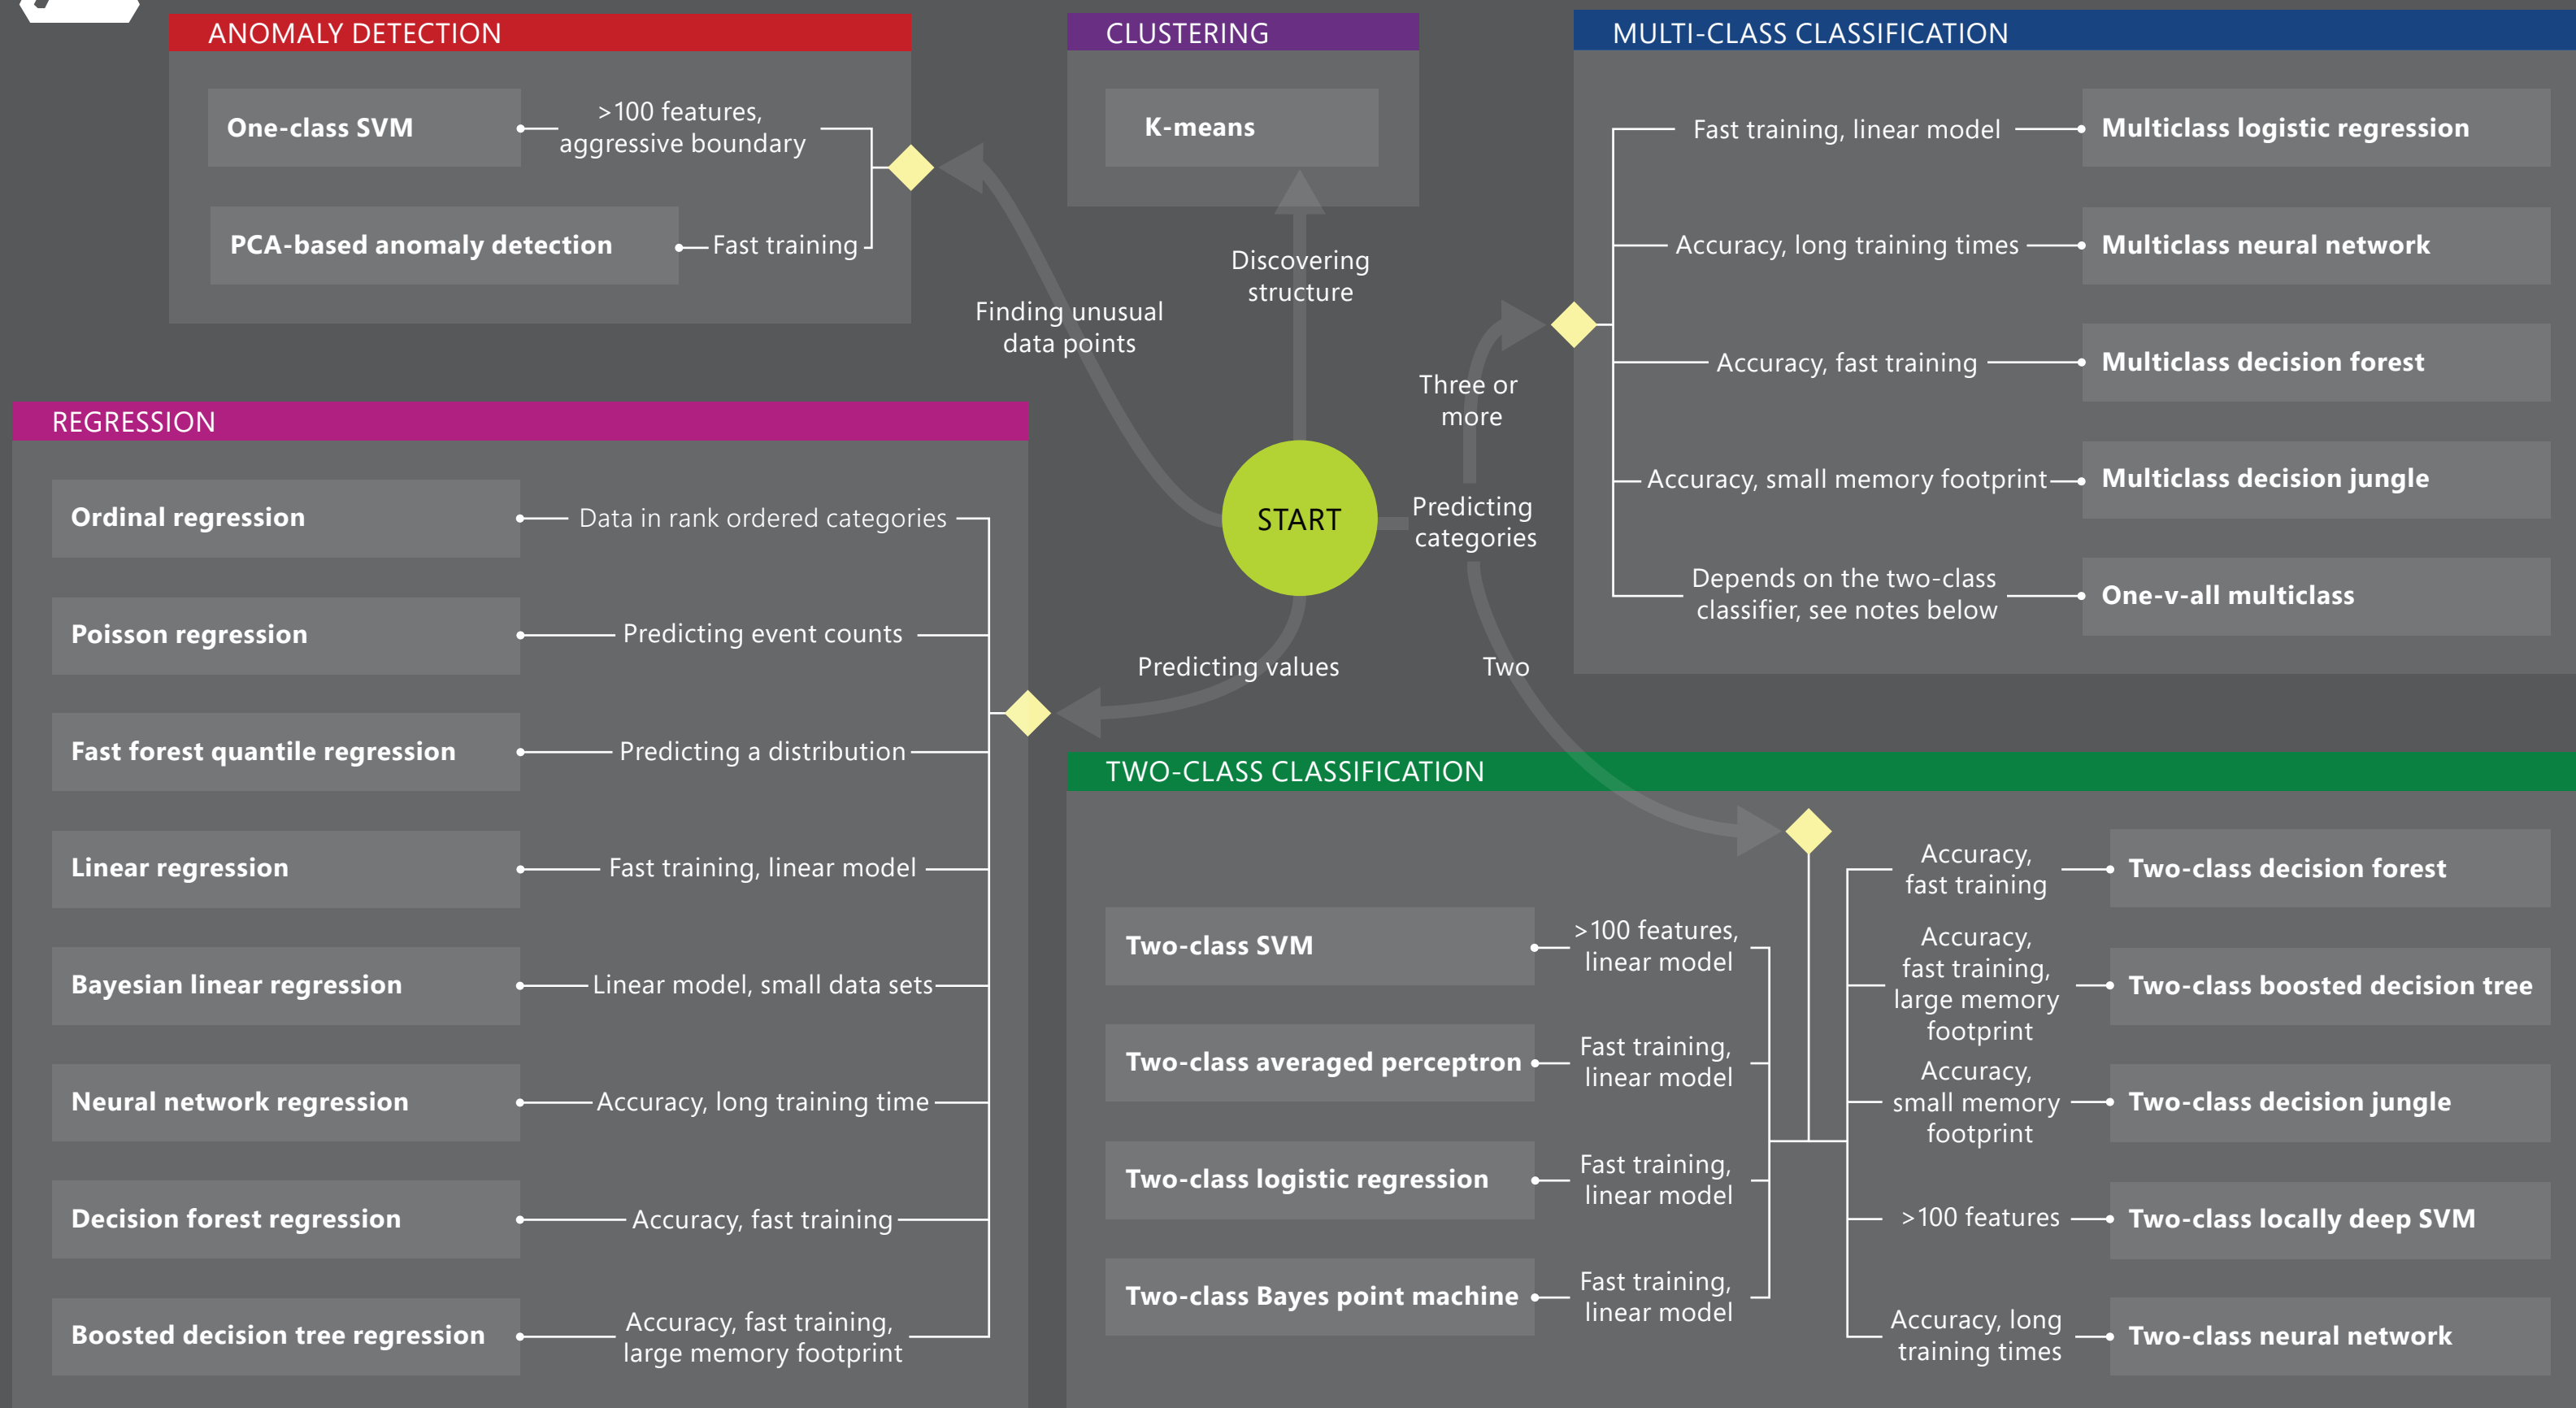 ANOMALY DETECTION
One-class SVM
>100 features,
aggressive boundary
PCA-based anomaly detection
Fast training
CLUSTERING
K-means
MULTI-CLASS CLASSIFICATION
Fast training, linear model
Multiclass logistic regression
Accuracy, long training times
Multiclass neural network
Accuracy, fast training
Multiclass decision forest
Accuracy, small memory footprint
Multiclass decision jungle
Depends on the two-class
classifier, see notes below
One-v-all multiclass
Finding unusual
data points
Discovering
structure
Three or
more
START
Predicting
categories
Predicting values
Two
REGRESSION
Ordinal regression
Data in rank ordered categories
Poisson regression
Predicting event counts
Fast forest quantile regression
Predicting a distribution
Linear regression
Fast training, linear model
Bayesian linear regression
Linear model, small data sets
Neural network regression
Accuracy, long training time
Decision forest regression
Accuracy, fast training
Boosted decision tree regression
Accuracy, fast training,
large memory footprint
TWO-CLASS CLASSIFICATION
Two-class SVM
>100 features,
linear model
Two-class averaged perceptron
Fast training,
linear model
Two-class logistic regression
Fast training,
linear model
Two-class Bayes point machine
Fast training,
linear model
Accuracy,
fast training
Two-class decision forest
Accuracy,
fast training,
large memory
footprint
Two-class boosted decision tree
Accuracy,
small memory
footprint
Two-class decision jungle
>100 features
Two-class locally deep SVM
Accuracy, long
training times
Two-class neural network